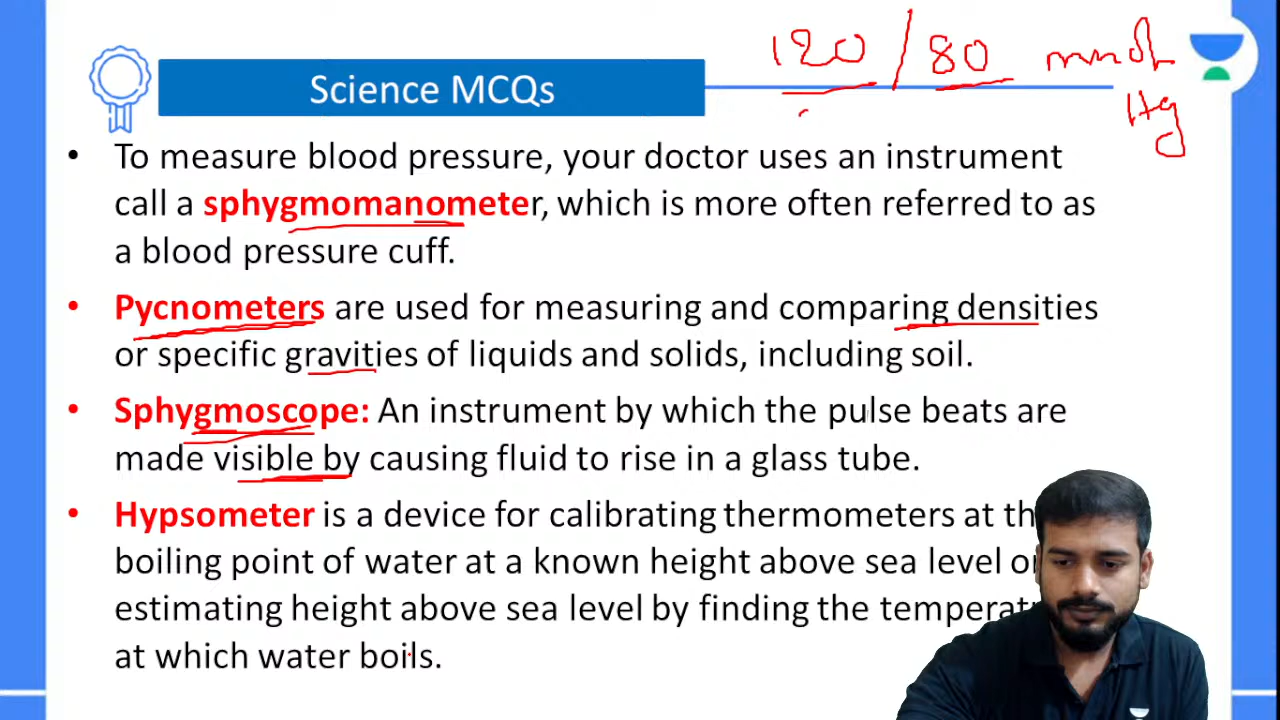 120 / 80 mm of
Hg
Science MCQs
• To measure blood pressure, your doctor uses an instrument
call a sphygmomanometer, which is more often referred to as
a blood pressure cuff.
• Pycnometers are used for measuring and comparing densities
or specific gravities of liquids and solids, including soil.
• Sphygmoscope: An instrument by which the pulse beats are
made visible by causing fluid to rise in a glass tube.
• Hypsometer is a device for calibrating thermometers at th
boiling point of water at a known height above sea level or
estimating height above sea level by finding the temperat
at which water boils.